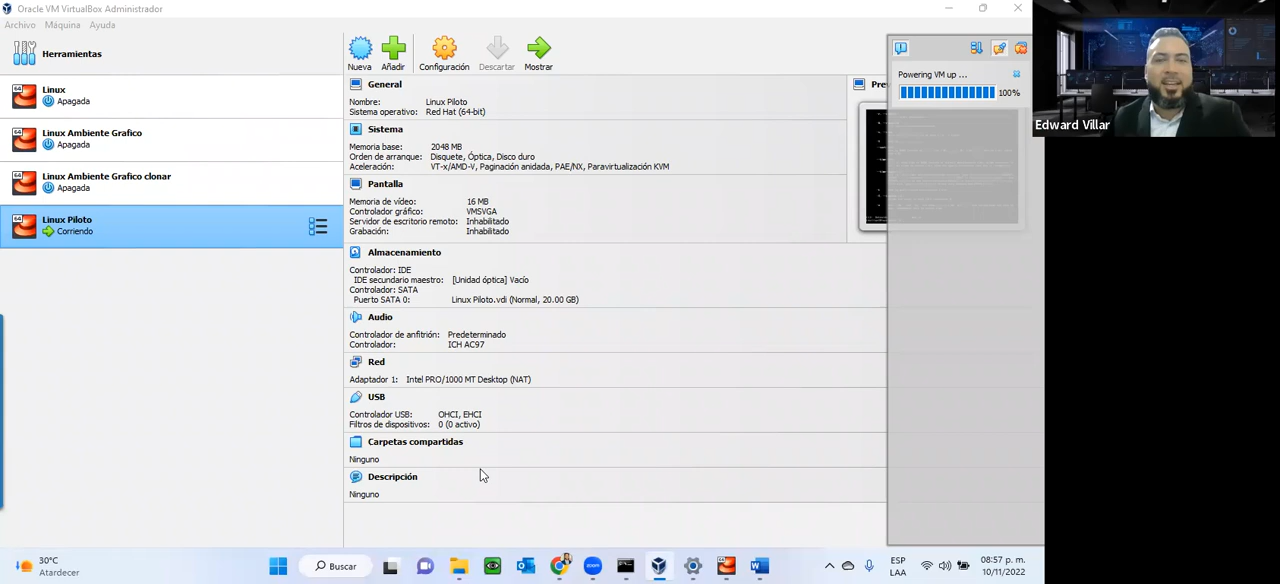 Oracle VM VirtualBox Administrador
Archivo Máquina Ayuda
Herramientas
64 Linux
Apagada
64 Linux Ambiente Grafico
Apagada
64 Linux Ambiente Grafico clonar
Apagada
64 Linux Piloto
Corriendo
Nueva Añadir Configuración Descartar Mostrar
General
Nombre: Linux Piloto
Sistema operativo: Red Hat (64-bit)
Sistema
Memoria base: 2048 MB
Orden de arranque: Disquete, Óptica, Disco duro
Aceleración: VT-x/AMD-V, Paginación anidada, PAE/NX, Paravirtualización KVM
Pantalla
Memoria de vídeo: 16 MB
Controlador gráfico: VMSVGA
Servidor de escritorio remoto: Inhabilitado
Grabación: Inhabilitado
Almacenamiento
Controlador: IDE
IDE secundario maestro: [Unidad óptica] Vacío
Controlador: SATA
Puerto SATA 0: Linux Piloto.vdi (Normal, 20.00 GB)
Audio
Controlador de anfitrión: Predeterminado
Controlador: ICH AC97
Red
Adaptador 1: Intel PRO/1000 MT Desktop (NAT)
USB
Controlador USB: OHCI, EHCI
Filtros de dispositivos: 0 (0 activo)
Carpetas compartidas
Ninguno
Descripción
Ninguno
Prev
Powering VM up ...
100%
Edward Villar
30°C
Atardecer
Buscar
zoom
ESP
LAA
08:57 p. m.
10/11/2022